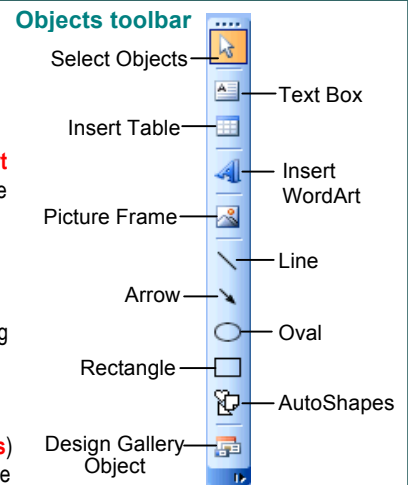 Objects toolbar
Select Objects
Text Box
Insert Table
t
Insert
WordArt
e
Picture Frame
Line
Arrow
g
Oval
Rectangle
AutoShapes
s)
Design Gallery
Object
e